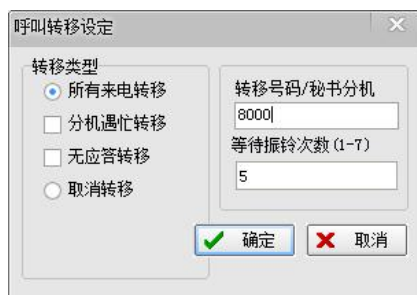 呼叫转移设定
转移类型
所有来电转移
分机遇忙转移
无应答转移
取消转移
转移号码/秘书分机
8000
等待振铃次数(1-7)
5
确定
取消